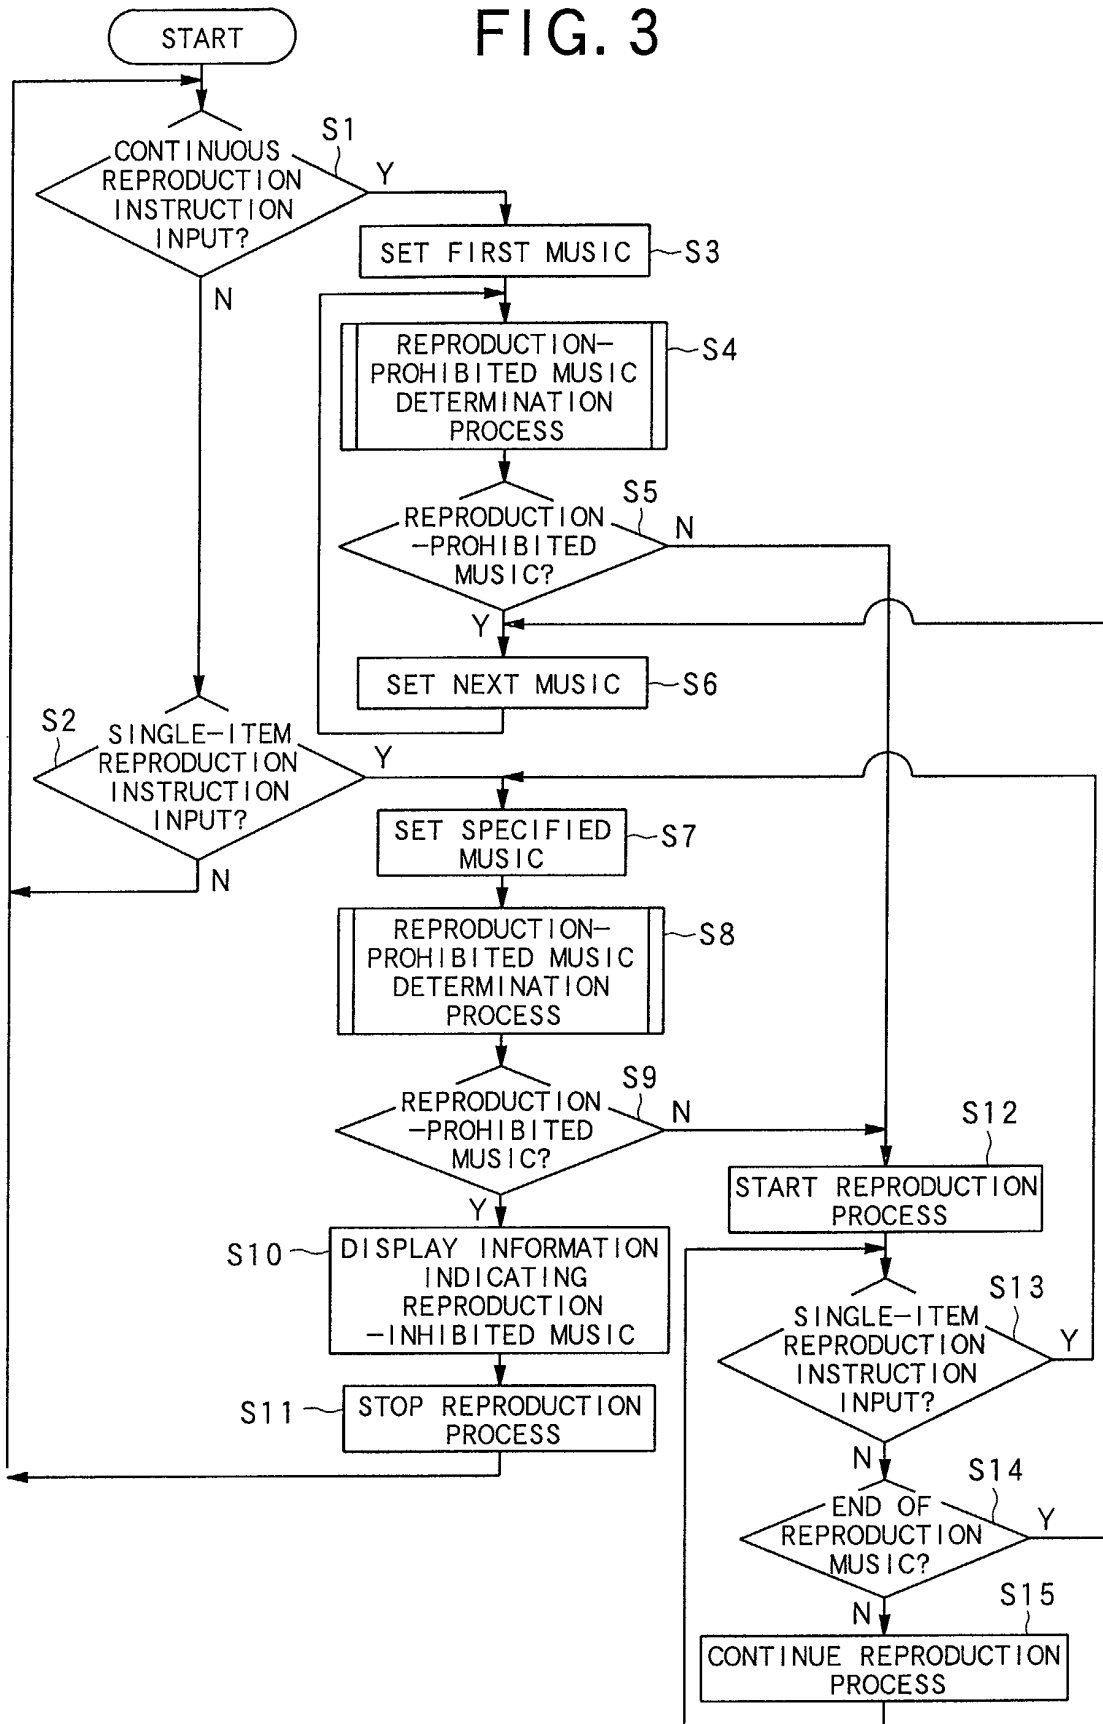 FIG. 3
START
S1
CONTINUOUS
REPRODUCTION
INSTRUCTION
INPUT?
Y
N
SET FIRST MUSIC
S3
REPRODUCTION-
PROHIBITED MUSIC
DETERMINATION
PROCESS
S4
S5
REPRODUCTION
-PROHIBITED
MUSIC?
N
Y
SET NEXT MUSIC
S6
S2
SINGLE-ITEM
REPRODUCTION
INSTRUCTION
INPUT?
Y
N
SET SPECIFIED
MUSIC
S7
REPRODUCTION-
PROHIBITED MUSIC
DETERMINATION
PROCESS
S8
S9
REPRODUCTION
-PROHIBITED
MUSIC?
N
Y
S10
DISPLAY INFORMATION
INDICATING
REPRODUCTION
-INHIBITED MUSIC
S11
STOP REPRODUCTION
PROCESS
S12
START REPRODUCTION
PROCESS
S13
SINGLE-ITEM
REPRODUCTION
INSTRUCTION
INPUT?
Y
N
S14
END OF
REPRODUCTION
MUSIC?
Y
N
S15
CONTINUE REPRODUCTION
PROCESS